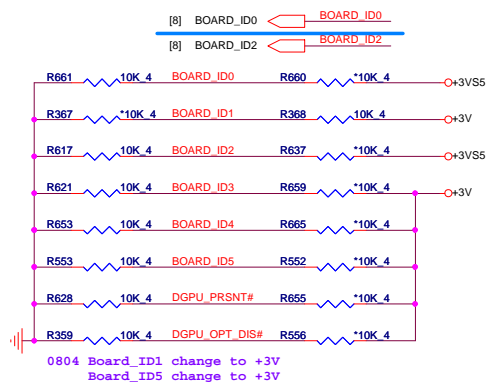 [8] BOARD_ID0 BOARD_ID0
[8] BOARD_ID2 BOARD_ID2
R661 10K_4 BOARD_ID0 R660 *10K_4 +3VS5
R367 *10K_4 BOARD_ID1 R368 10K_4 +3V
R617 10K_4 BOARD_ID2 R637 *10K_4 +3VS5
R621 10K_4 BOARD_ID3 R659 *10K_4 +3V
R653 10K_4 BOARD_ID4 R665 *10K_4
R553 10K_4 BOARD_ID5 R552 *10K_4
R628 10K_4 DGPU_PRSNT# R655 *10K_4
R359 10K_4 DGPU_OPT_DIS# R556 *10K_4
0804 Board_ID1 change to +3V
Board_ID5 change to +3V